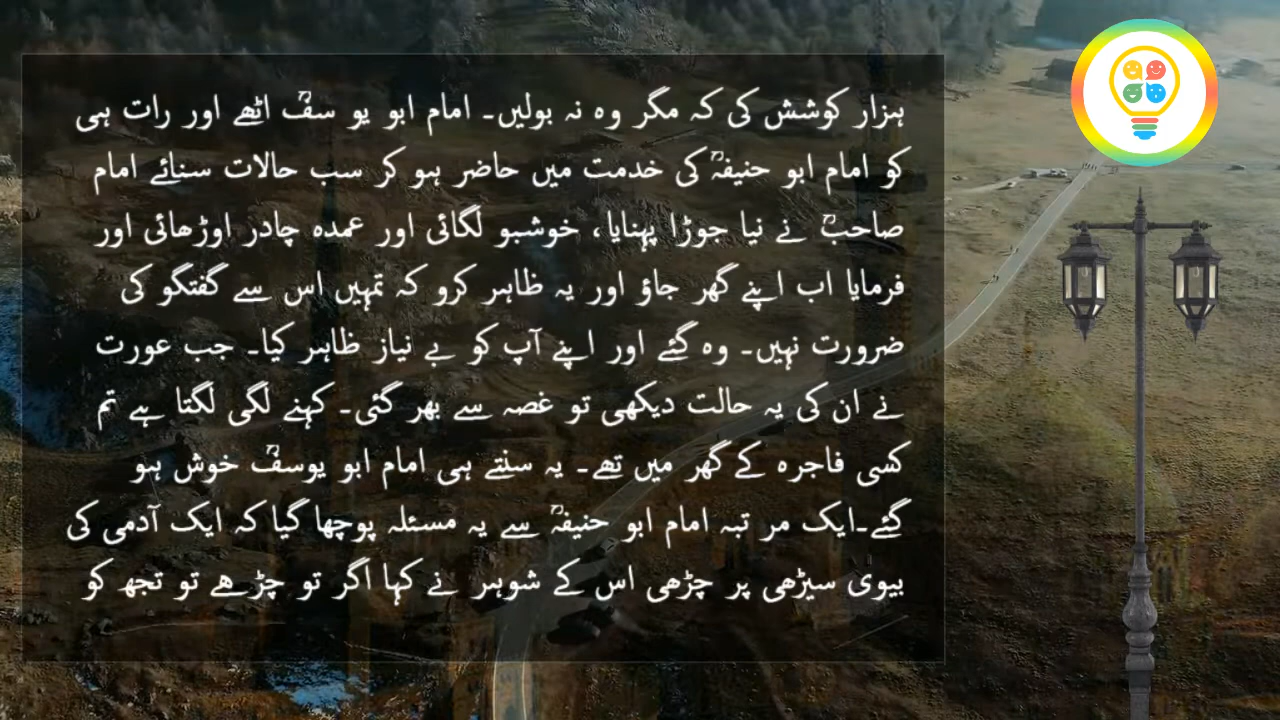 ہزار کوشش کی کہ مگر وہ نہ بولیں۔ امام ابو یو سفؒ اٹھے اور رات ہی
کو امام ابو حنیفہؒ کی خدمت میں حاضر ہو کر سب حالات سنائے امام
صاحبؒ نے نیا جوڑا پہنایا، خوشبو لگائی اور عمدہ چادر اوڑھائی اور
فرمایا اب اپنے گھر جاؤ اور یہ ظاہر کرو کہ تمہیں اس سے گفتگو کی
ضرورت نہیں۔ وہ گئے اور اپنے آپ کو بے نیاز ظاہر کیا۔ جب عورت
نے ان کی یہ حالت دیکھی تو غصہ سے بھر گئی۔ کہنے لگی لگتا ہے تم
کسی فاجرہ کے گھر میں تھے۔ یہ سنتے ہی امام ابو یوسفؒ خوش ہو
گئے۔ایک مر تبہ امام ابو حنیفہؒ سے یہ مسئلہ پوچھا گیا کہ ایک آدمی کی
بیوی سیڑھی پر چڑھی اس کے شوہر نے کہا اگر تو چڑھے تو تجھ کو